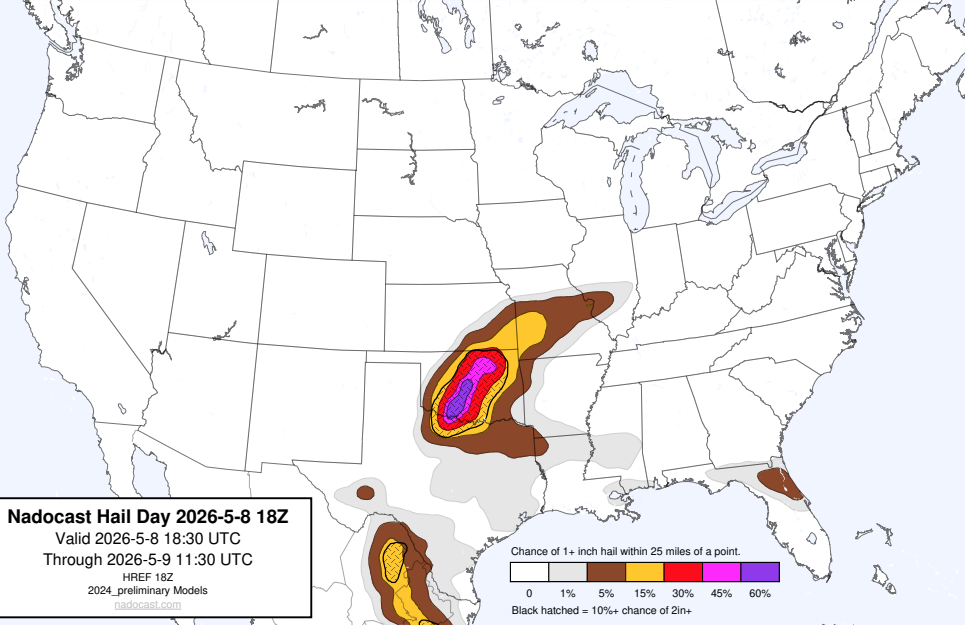 Nadocast Hail Day 2026-5-8 18Z
Valid 2026-5-8 18:30 UTC
Through 2026-5-9 11:30 UTC
HREF 18Z
2024_preliminary Models
nadocast.com
Chance of 1+ inch hail within 25 miles of a point.
0 1% 5% 15% 30% 45% 60%
Black hatched = 10%+ chance of 2in+